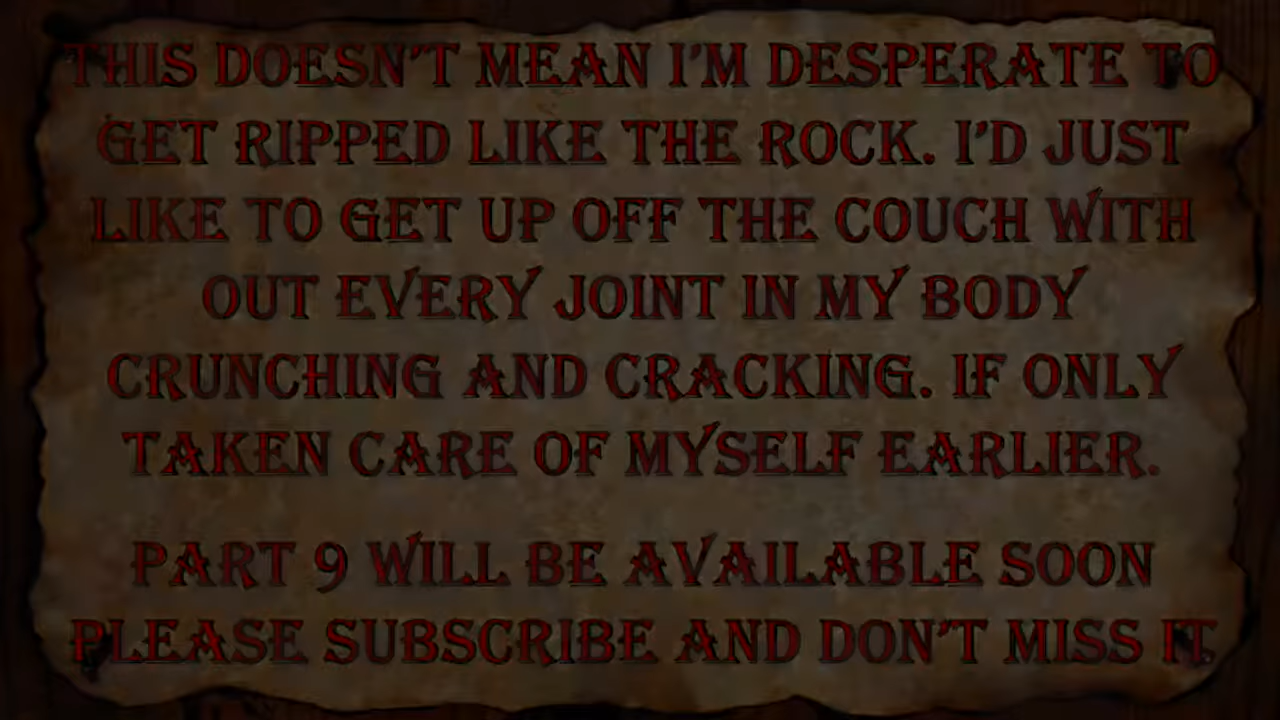 THIS DOESN'T MEAN I'M DESPERATE TO
GET RIPPED LIKE THE ROCK. I'D JUST
LIKE TO GET UP OFF THE COUCH WITH
OUT EVERY JOINT IN MY BODY
CRUNCHING AND CRACKING. IF ONLY
TAKEN CARE OF MYSELF EARLIER.
PART 9 WILL BE AVAILABLE SOON
PLEASE SUBSCRIBE AND DON'T MISS IT